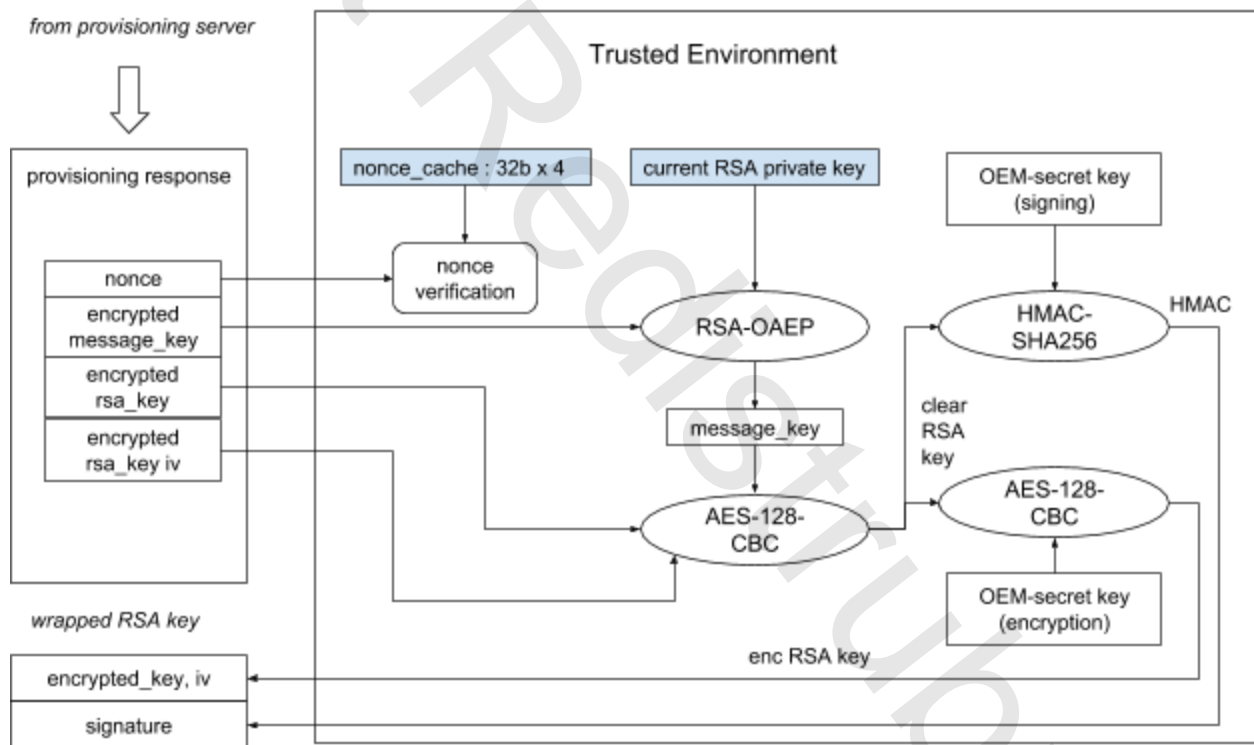 from provisioning server
Trusted Environment
provisioning response
nonce
encrypted
message_key
encrypted
rsa_key
encrypted
rsa_key iv
nonce_cache : 32b x 4
nonce
verification
current RSA private key
RSA-OAEP
message_key
AES-128-
CBC
OEM-secret key
(signing)
HMAC-
SHA256
HMAC
clear
RSA
key
AES-128-
CBC
OEM-secret key
(encryption)
enc RSA key
wrapped RSA key
encrypted_key, iv
signature
Redistrib